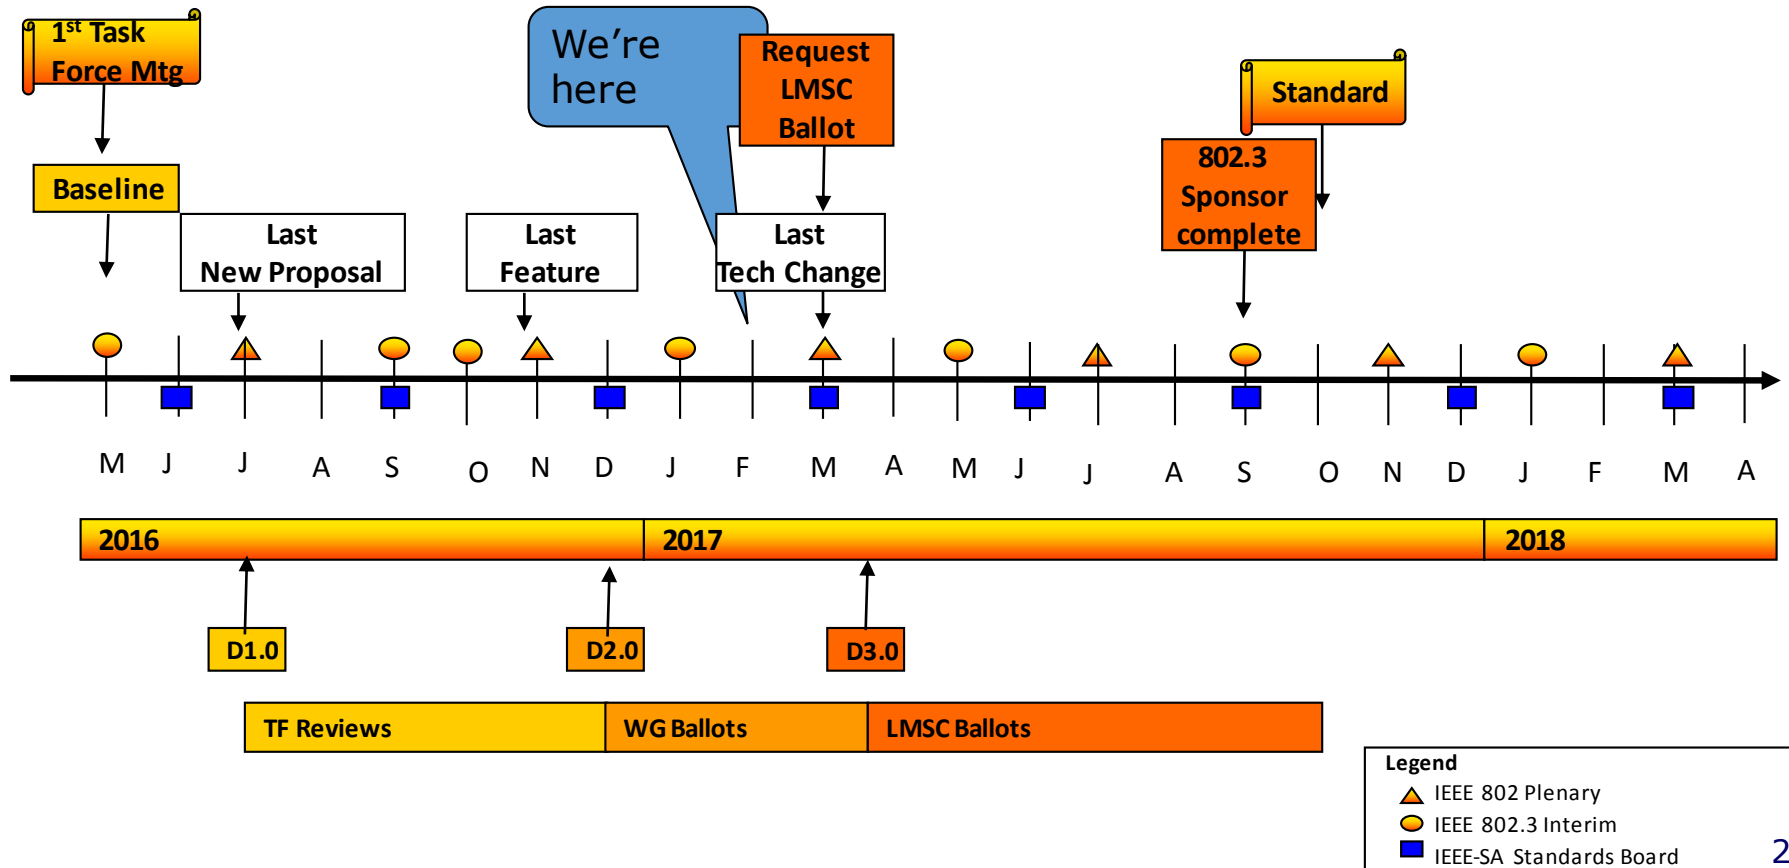 1st Task
Force Mtg
We’re
here
Request
LMSC
Ballot
Standard
Baseline
802.3
Sponsor
complete
Last
New Proposal
Last
Feature
Last
Tech Change
M J J A S O N D J F M A M J J A S O N D J F M A
2016 2017 2018
D1.0 D2.0 D3.0
TF Reviews WG Ballots LMSC Ballots
Legend
IEEE 802 Plenary
IEEE 802.3 Interim
IEEE-SA Standards Board
2